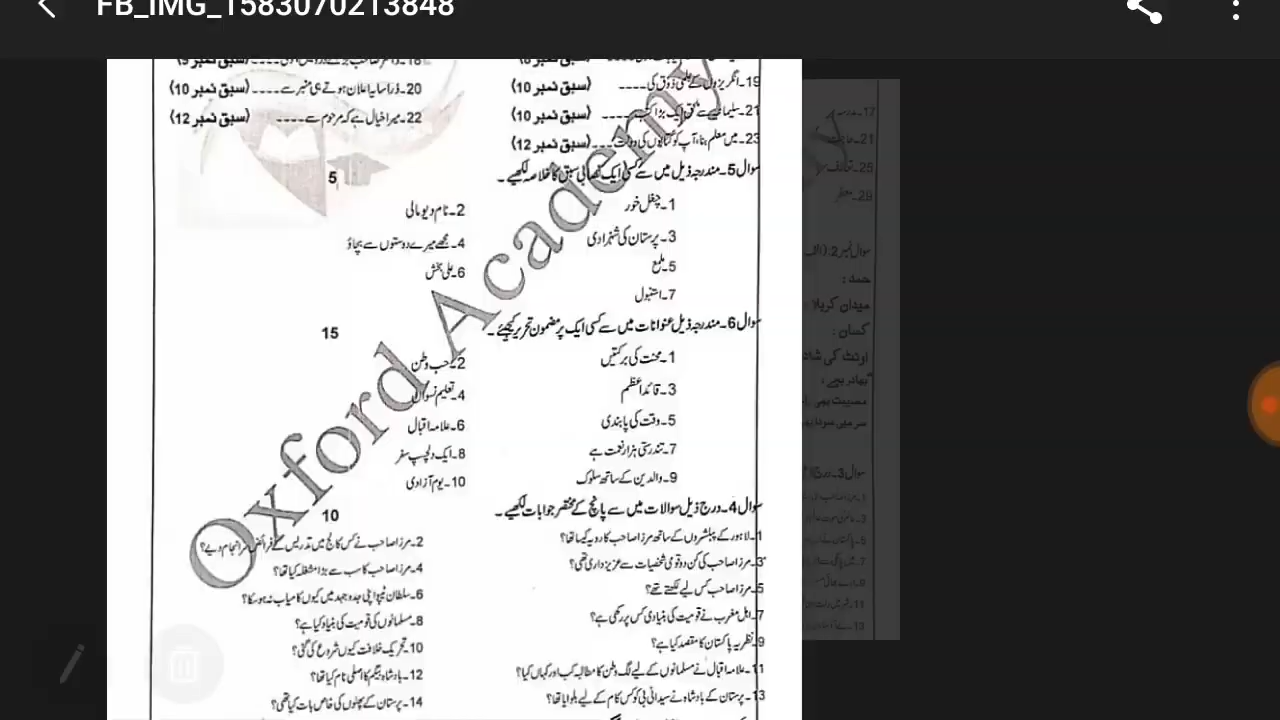 FB_IMG_1583070213848
19۔انگریزوں کے علمی ذوق کی ۔۔۔۔ (سبق نمبر 10) 20۔ذرا سا یہ اعلان ہوتے ہی منبر سے ۔۔۔۔ (سبق نمبر 10)
21۔سلیمانیہ سے ایک بڑا ۔۔۔۔ (سبق نمبر 10) 22۔میرا خیال ہے کہ مرحوم سے ۔۔۔۔ (سبق نمبر 12)
23۔میں معلم بنا، آپ کو کتابوں کی دولت ۔۔۔ (سبق نمبر 12)
سوال 5۔مندرجہ ذیل میں سے کسی ایک نصابی سبق کا خلاصہ لکھیے۔ 5
1۔چغل خور 2۔نام دیو مالی
3۔پرستان کی شہزادی 4۔مجھے میرے دوستوں سے بچاؤ
5۔ملمع 6۔علی بخش
7۔استنبول
سوال 6۔مندرجہ ذیل عنوانات میں سے کسی ایک پر مضمون تحریر کیجئے۔ 15
1۔محنت کی برکتیں 2۔حب وطن
3۔قائداعظم 4۔تعلیم نسواں
5۔وقت کی پابندی 6۔علامہ اقبال
7۔تندرستی ہزار نعمت ہے 8۔ایک دلچسپ سفر
9۔والدین کے ساتھ سلوک 10۔یوم آزادی
سوال 4۔درج ذیل سوالات میں سے پانچ کے مختصر جوابات لکھیے۔ 10
1۔لاہور کے پبلشروں کے ساتھ مرزا صاحب کا رویہ کیسا تھا؟ 2۔مرزا صاحب نے کس کالج میں تدریس کے فرائض سرانجام دیے؟
3۔مرزا صاحب کی کن دو قومی شخصیات سے عزیز داری تھی؟ 4۔مرزا صاحب کا سب سے بڑا مشغلہ کیا تھا؟
5۔مرزا صاحب کس لیے لکھتے تھے؟ 6۔سلطان ٹیپو اپنی جدوجہد میں کیوں کامیاب نہ ہو سکا؟
7۔اہل مغرب نے قومیت کی بنیاد کس پر رکھی ہے؟ 8۔مسلمانوں کی قومیت کی بنیاد کیا ہے؟
9۔نظریہ پاکستان کا مقصد کیا ہے؟ 10۔تحریک خلافت کیوں شروع کی گئی؟
11۔علامہ اقبال نے مسلمانوں کے لیے الگ وطن کا مطالبہ کب اور کہاں کیا؟ 12۔بادشاہ بیگم کا اصلی نام کیا تھا؟
13۔پرستان کے بادشاہ نے سیدانی بی کو کس کام کے لیے بلوایا تھا؟ 14۔پرستان کے پھلوں کی خاص بات کیا تھی؟
Oxford Academy